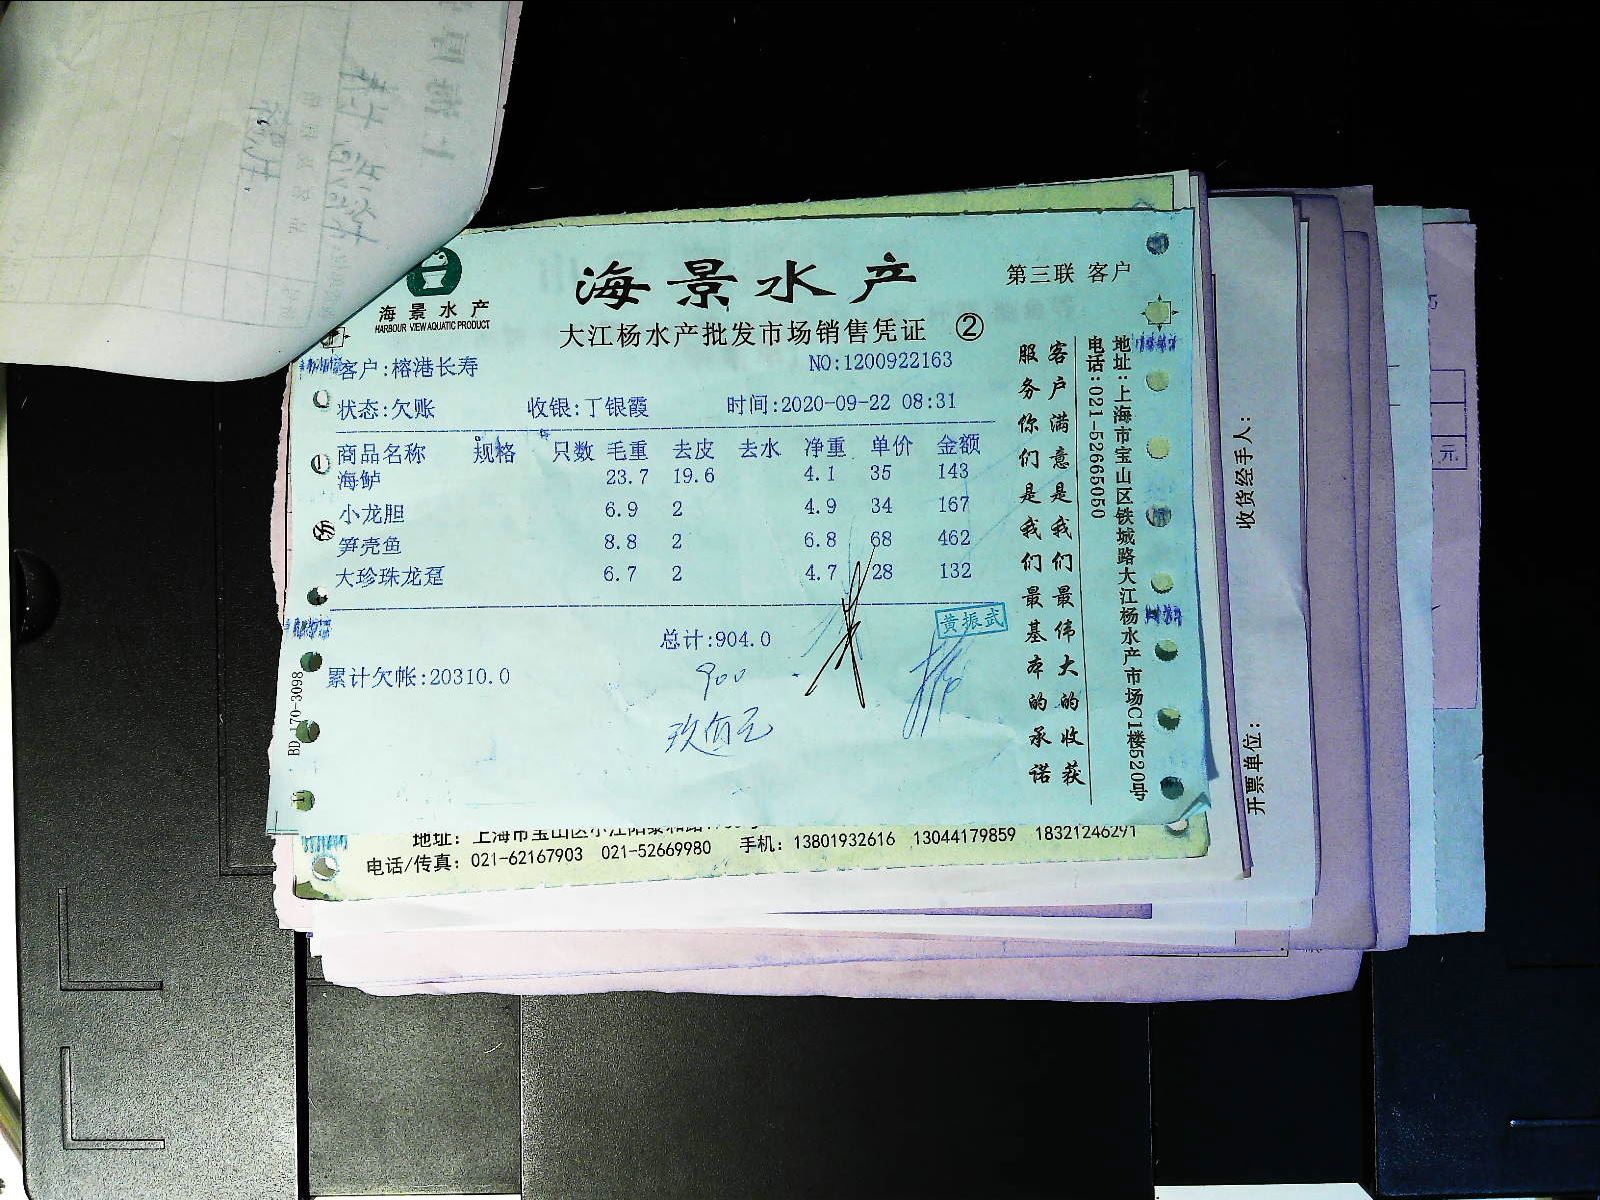 海景水产
HARBOUR VIEW AQUATIC PRODUCT
海景水产
第三联 客户
大江杨水产批发市场销售凭证 ②
客户:榕港长寿
NO:1200922163
状态:欠账 收银:丁银霞 时间:2020-09-22 08:31
商品名称 规格 只数 毛重 去皮 去水 净重 单价 金额
海鲈 23.7 19.6 4.1 35 143
小龙胆 6.9 2 4.9 34 167
笋壳鱼 8.8 2 6.8 68 462
大珍珠龙趸 6.7 2 4.7 28 132
总计:904.0
黄振武
累计欠帐:20310.0
900
玖佰元
客户满意是我们最伟大的收获
服务你们是我们最基本的承诺
地址:上海市宝山区铁城路大江杨水产市场C1楼520号
电话:021-52665050
BD 170-3098
电话/传真: 021-62167903 021-52669980 手机: 13801932616 13044179859 18321246291
收货经手人:
开票单位:
元